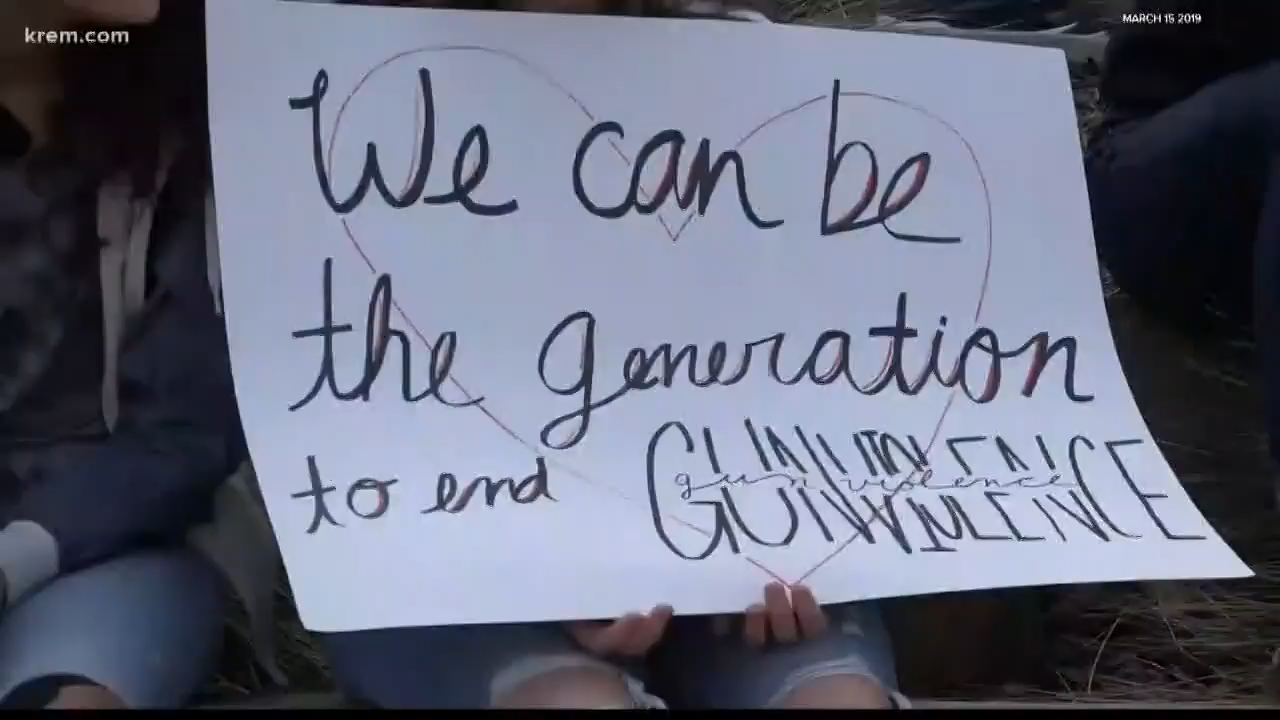 krem.com
MARCH 15 2019
We can be
the generation
to end GUN VIOLENCE
gun violence